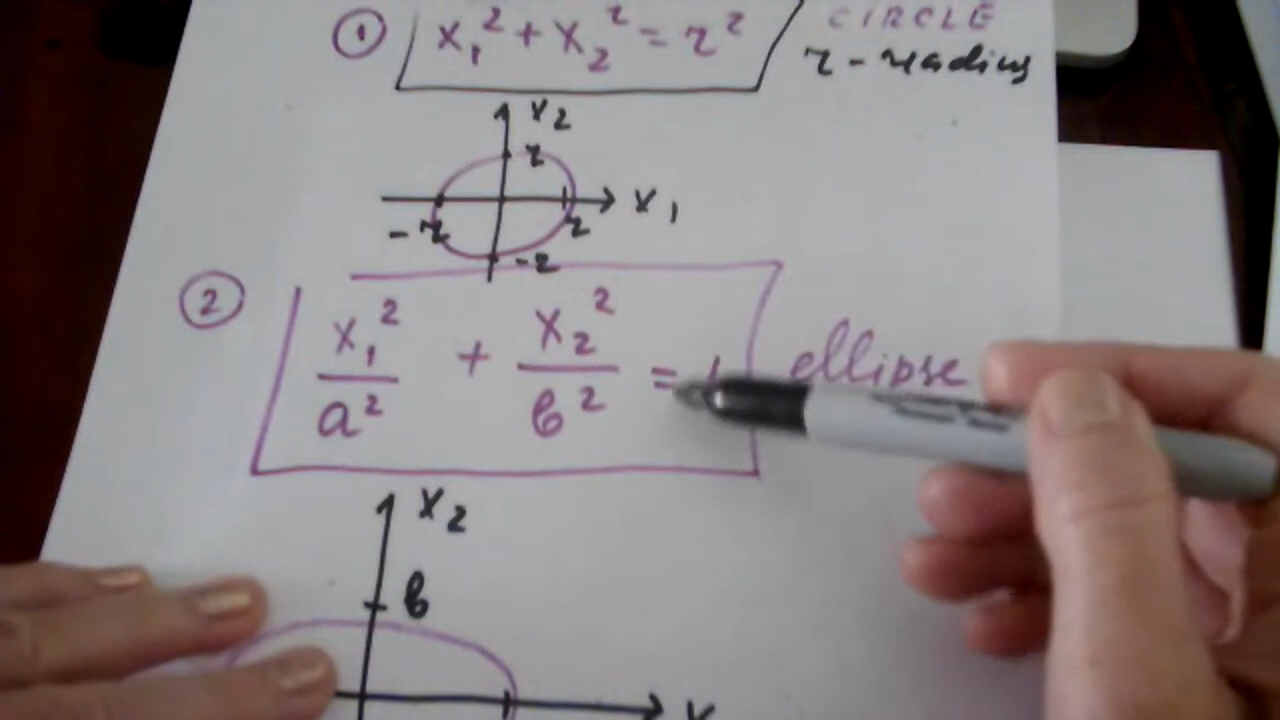 ① x₁² + x₂² = r² CIRCLE
r - radius
x₂
r
x₁
-r r
-r
② x₁²/a² + x₂²/b² = 1 ellipse
x₂
b